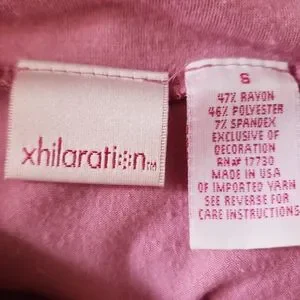 xhilaration™
S
47% RAYON
46% POLYESTER
7% SPANDEX
EXCLUSIVE OF
DECORATION
RN# 17730
MADE IN USA
OF IMPORTED YARN
SEE REVERSE FOR
CARE INSTRUCTIONS